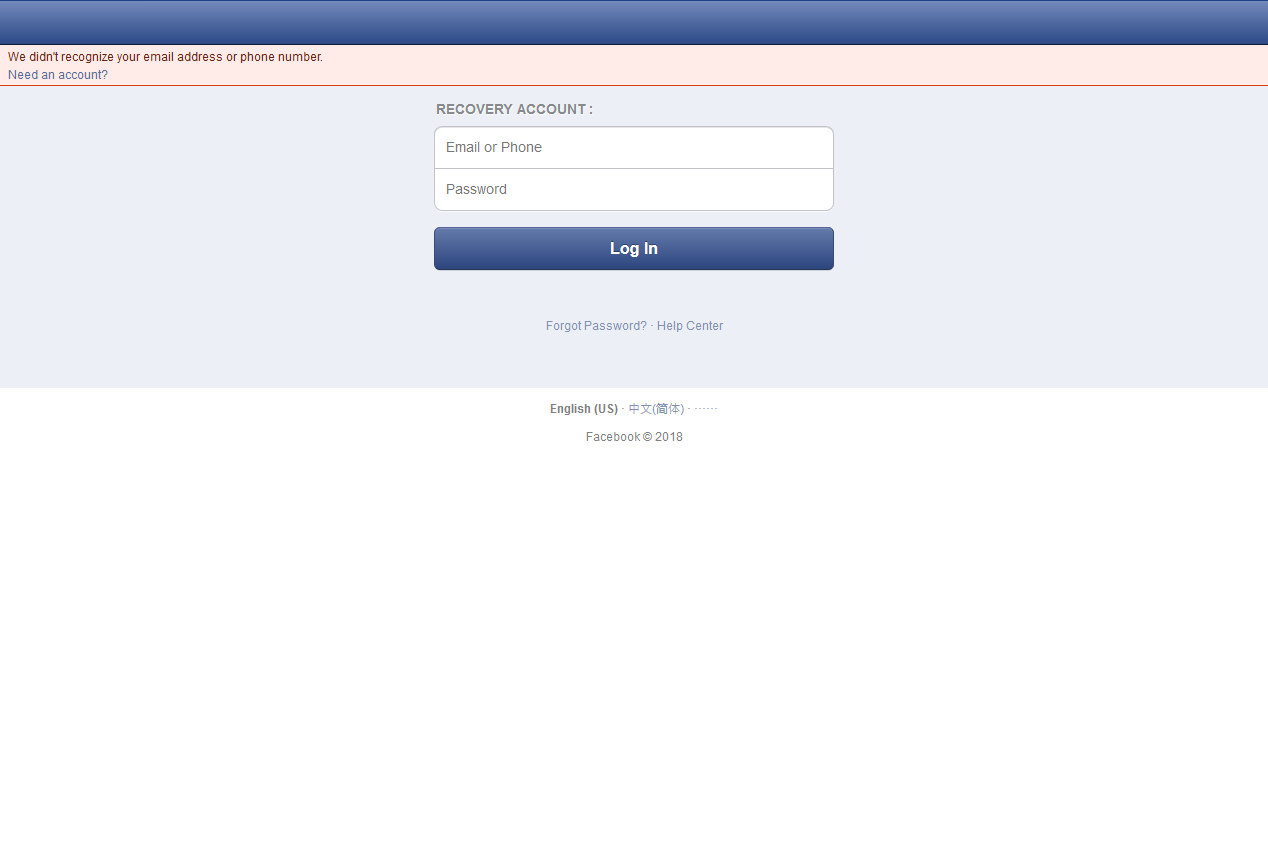 We didn't recognize your email address or phone number.
Need an account?
RECOVERY ACCOUNT :
Email or Phone
Password
Log In
Forgot Password? · Help Center
English (US) · 中文(简体) · ······
Facebook © 2018